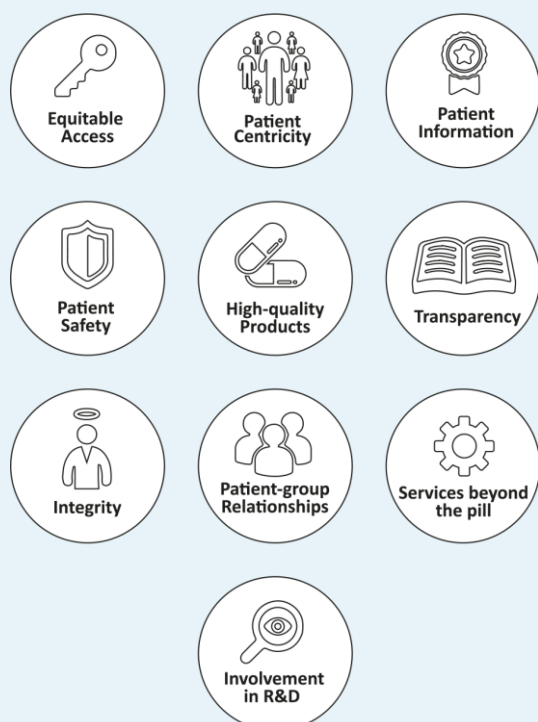 Equitable
Access
Patient
Centricity
Patient
Information
Patient
Safety
High-quality
Products
Transparency
Integrity
Patient-group
Relationships
Services beyond
the pill
Involvement
in R&D